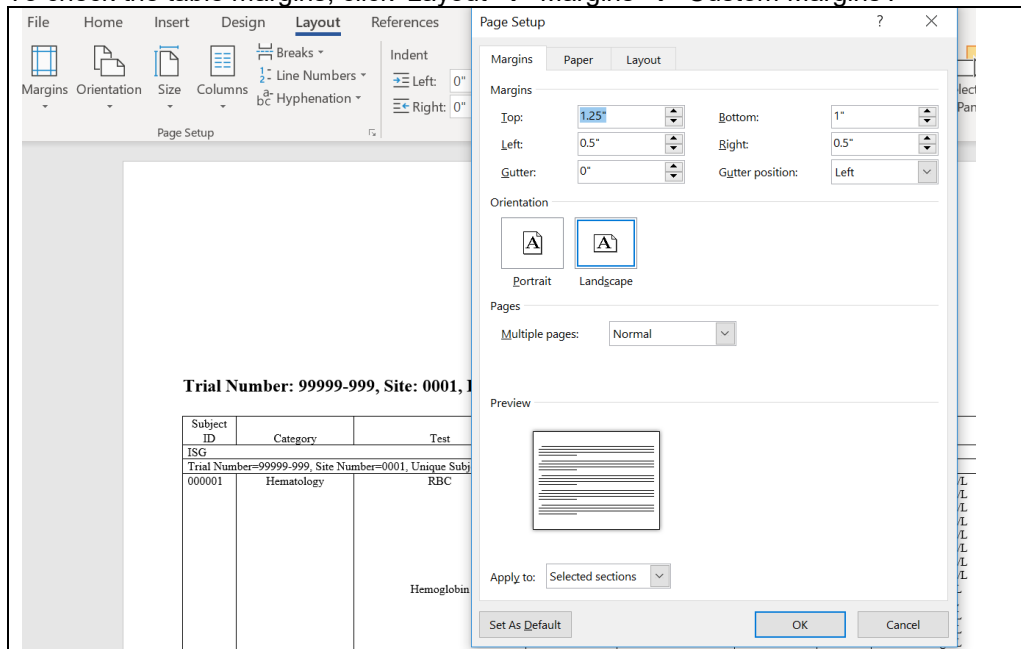 File Home Insert Design Layout References
Margins Orientation Size Columns
Breaks
Line Numbers
Hyphenation
Page Setup
Indent
Left: 0"
Right: 0"
Page Setup ? ×
Margins Paper Layout
Margins
Top: 1.25" Bottom: 1"
Left: 0.5" Right: 0.5"
Gutter: 0" Gutter position: Left
Orientation
A A
Portrait Landscape
Pages
Multiple pages: Normal
Preview
Apply to: Selected sections
Set As Default OK Cancel
Pan
Trial Number: 99999-999, Site: 0001,
Subject
ID Category Test
ISG
Trial Number=99999-999, Site Number=0001, Unique Subj
000001 Hematology RBC
Hemoglobin
/L
/L
/L
/L
/L
/L
/L
/L